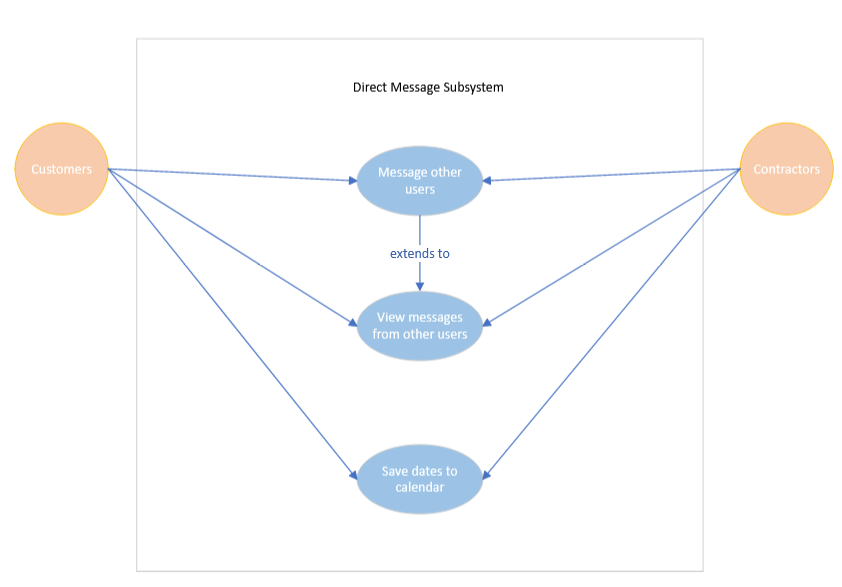 Direct Message Subsystem
Customers
Message other
users
Contractors
extends to
View messages
from other users
Save dates to
calendar